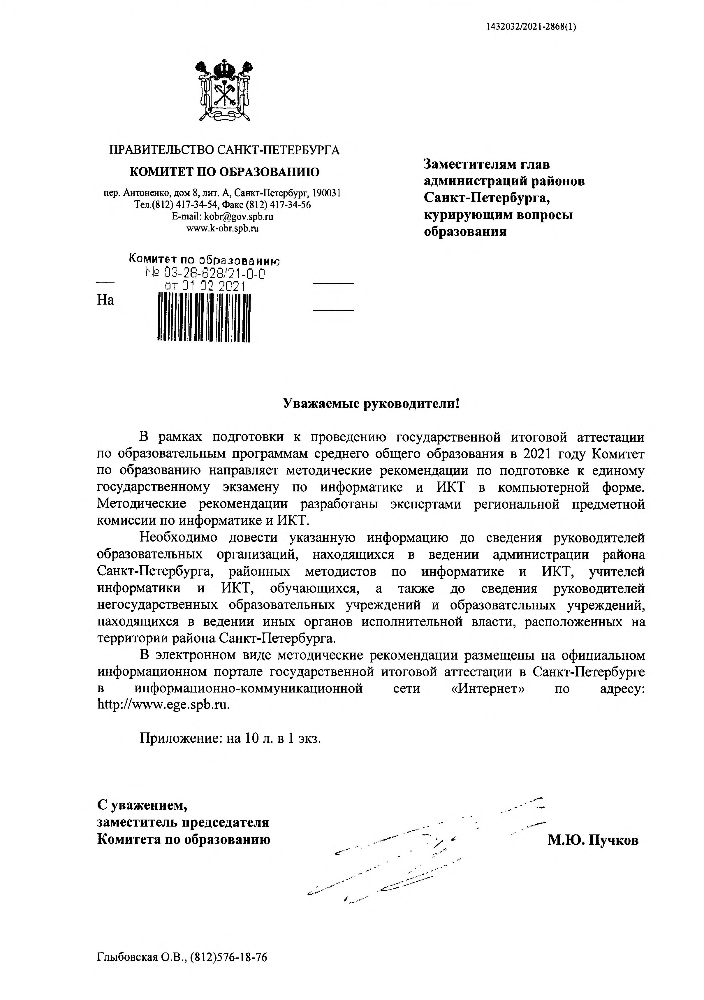 1432032/2021-2868(1)
ПРАВИТЕЛЬСТВО САНКТ-ПЕТЕРБУРГА
КОМИТЕТ ПО ОБРАЗОВАНИЮ
пер. Антоненко, дом 8, лит. А, Санкт-Петербург, 190031
Тел.(812) 417-34-54, Факс (812) 417-34-56
E-mail: kobr@gov.spb.ru
www.k-obr.spb.ru
Заместителям глав
администраций районов
Санкт-Петербурга,
курирующим вопросы
образования
Комитет по образованию
№ 03-28-628/21-0-0
от 01 02 2021
На
Уважаемые руководители!
В рамках подготовки к проведению государственной итоговой аттестации
по образовательным программам среднего общего образования в 2021 году Комитет
по образованию направляет методические рекомендации по подготовке к единому
государственному экзамену по информатике и ИКТ в компьютерной форме.
Методические рекомендации разработаны экспертами региональной предметной
комиссии по информатике и ИКТ.
Необходимо довести указанную информацию до сведения руководителей
образовательных организаций, находящихся в ведении администрации района
Санкт-Петербурга, районных методистов по информатике и ИКТ, учителей
информатики и ИКТ, обучающихся, а также до сведения руководителей
негосударственных образовательных учреждений и образовательных учреждений,
находящихся в ведении иных органов исполнительной власти, расположенных на
территории района Санкт-Петербурга.
В электронном виде методические рекомендации размещены на официальном
информационном портале государственной итоговой аттестации в Санкт-Петербурге
в информационно-коммуникационной сети «Интернет» по адресу:
http://www.ege.spb.ru.
Приложение: на 10 л. в 1 экз.
С уважением,
заместитель председателя
Комитета по образованию
М.Ю. Пучков
Глыбовская О.В., (812)576-18-76